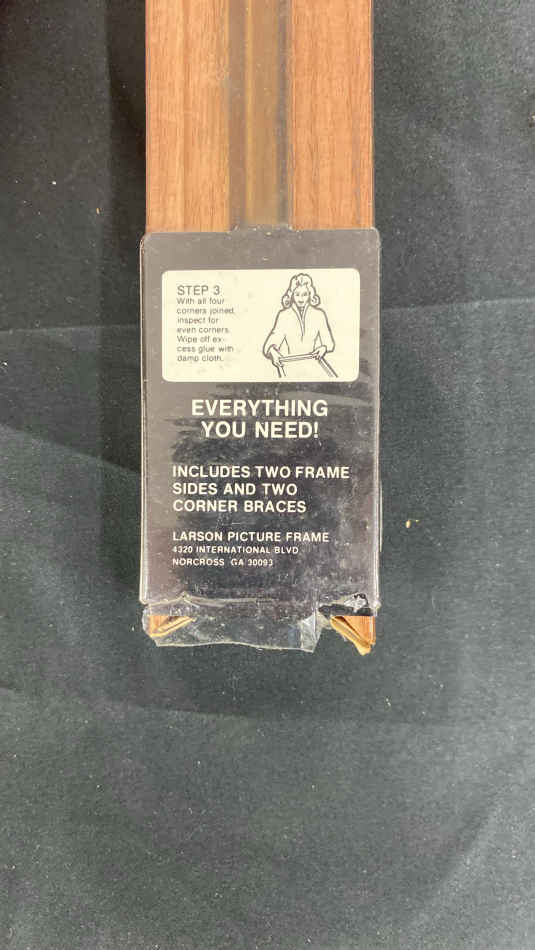 STEP 3
With all four
corners joined,
inspect for
even corners.
Wipe off ex-
cess glue with
damp cloth.
EVERYTHING
YOU NEED!
INCLUDES TWO FRAME
SIDES AND TWO
CORNER BRACES
LARSON PICTURE FRAME
4320 INTERNATIONAL BLVD
NORCROSS GA 30093